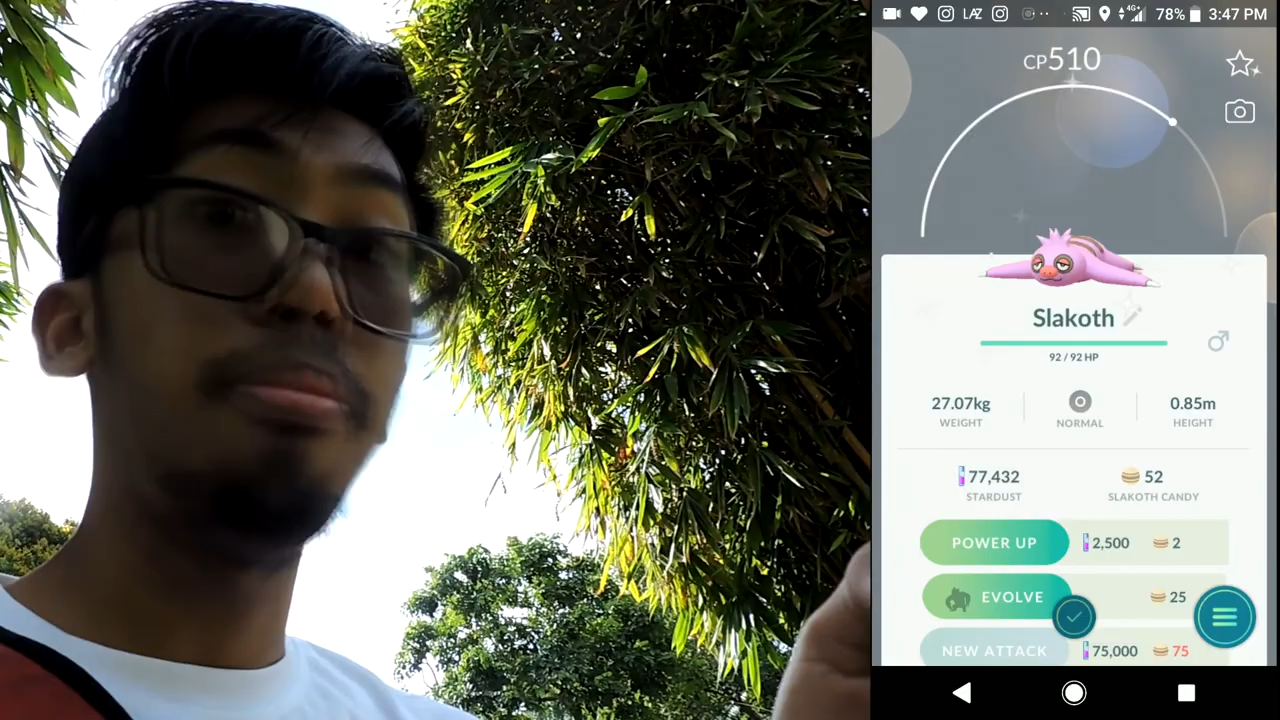 LAZ 4G 78% 3:47 PM
CP510
Slakoth
92 / 92 HP
27.07kg
WEIGHT
NORMAL
0.85m
HEIGHT
77,432
STARDUST
52
SLAKOTH CANDY
POWER UP 2,500 2
EVOLVE 25
NEW ATTACK 75,000 75